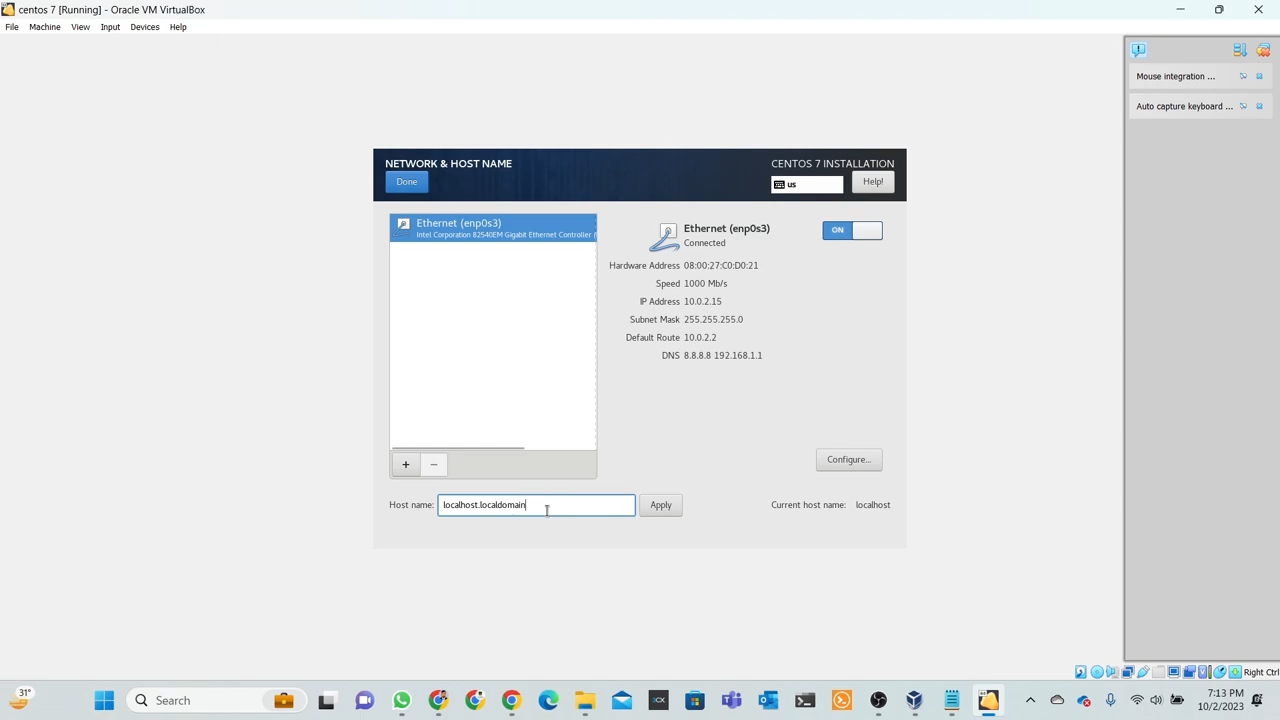 centos 7 [Running] - Oracle VM VirtualBox
File Machine View Input Devices Help
Mouse integration ...
Auto capture keyboard ...
NETWORK & HOST NAME
CENTOS 7 INSTALLATION
Done
us
Help!
Ethernet (enp0s3)
Intel Corporation 82540EM Gigabit Ethernet Controller (
Ethernet (enp0s3)
Connected
ON
Hardware Address 08:00:27:C0:D0:21
Speed 1000 Mb/s
IP Address 10.0.2.15
Subnet Mask 255.255.255.0
Default Route 10.0.2.2
DNS 8.8.8.8 192.168.1.1
+ −
Configure...
Host name: localhost.localdomain Apply Current host name: localhost
Right Ctrl
31°
Search
7:13 PM
10/2/2023